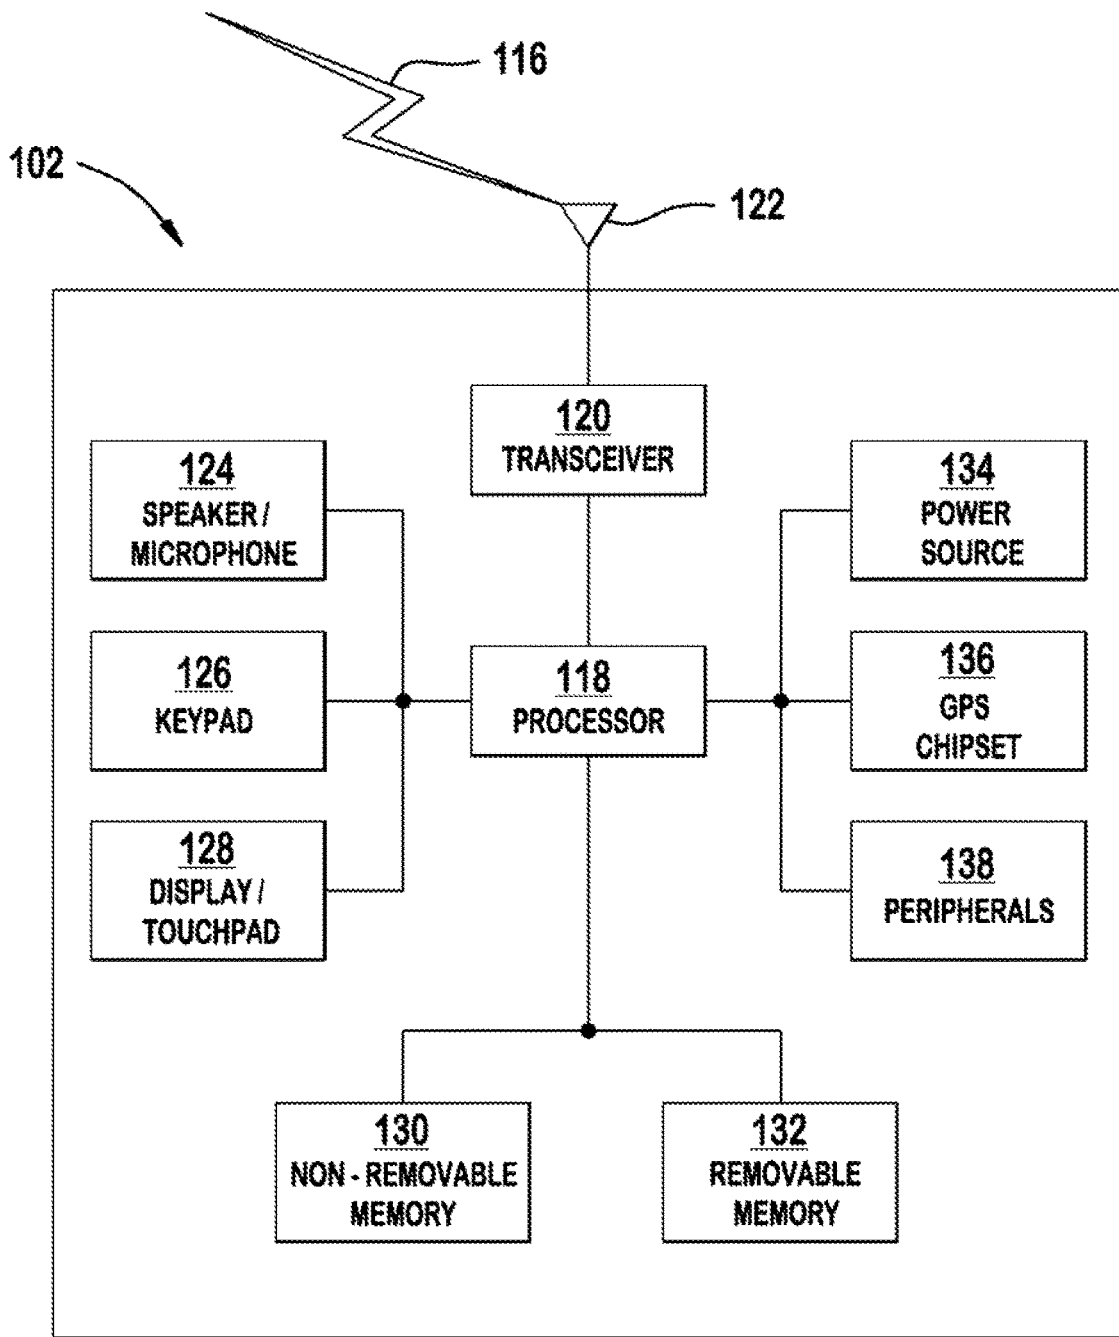 116
102
122
120
TRANSCEIVER
124
SPEAKER /
MICROPHONE
134
POWER
SOURCE
126
KEYPAD
118
PROCESSOR
136
GPS
CHIPSET
128
DISPLAY /
TOUCHPAD
138
PERIPHERALS
130
NON - REMOVABLE
MEMORY
132
REMOVABLE
MEMORY